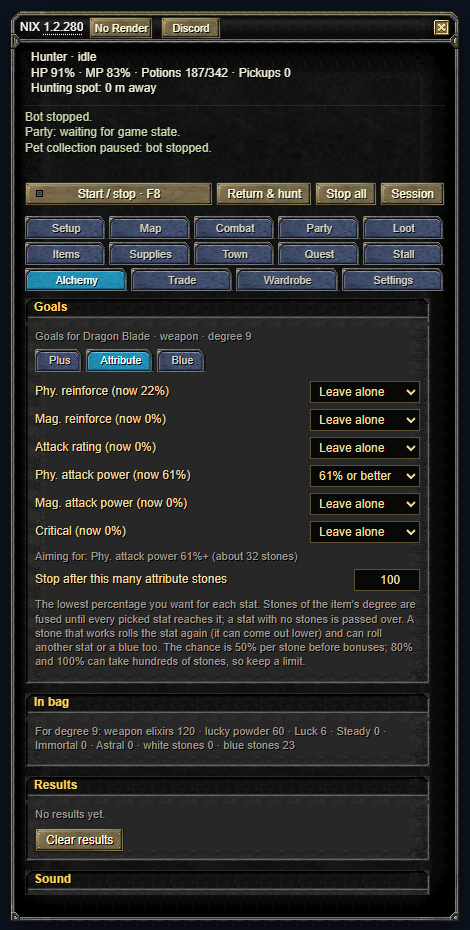 NIX 1.2.280 No Render Discord
Hunter · idle
HP 91% · MP 83% · Potions 187/342 · Pickups 0
Hunting spot: 0 m away
Bot stopped.
Party: waiting for game state.
Pet collection paused: bot stopped.
Start / stop · F8 Return & hunt Stop all Session
Setup Map Combat Party Loot
Items Supplies Town Quest Stall
Alchemy Trade Wardrobe Settings
Goals
Goals for Dragon Blade · weapon · degree 9
Plus Attribute Blue
Phy. reinforce (now 22%) Leave alone
Mag. reinforce (now 0%) Leave alone
Attack rating (now 0%) Leave alone
Phy. attack power (now 61%) 61% or better
Mag. attack power (now 0%) Leave alone
Critical (now 0%) Leave alone
Aiming for: Phy. attack power 61%+ (about 32 stones)
Stop after this many attribute stones 100
The lowest percentage you want for each stat. Stones of the item's degree are
fused until every picked stat reaches it; a stat with no stones is passed over. A
stone that works rolls the stat again (it can come out lower) and can roll
another stat or a blue too. The chance is 50% per stone before bonuses; 80%
and 100% can take hundreds of stones, so keep a limit.
In bag
For degree 9: weapon elixirs 120 · lucky powder 60 · Luck 6 · Steady 0 ·
Immortal 0 · Astral 0 · white stones 0 · blue stones 23
Results
No results yet.
Clear results
Sound